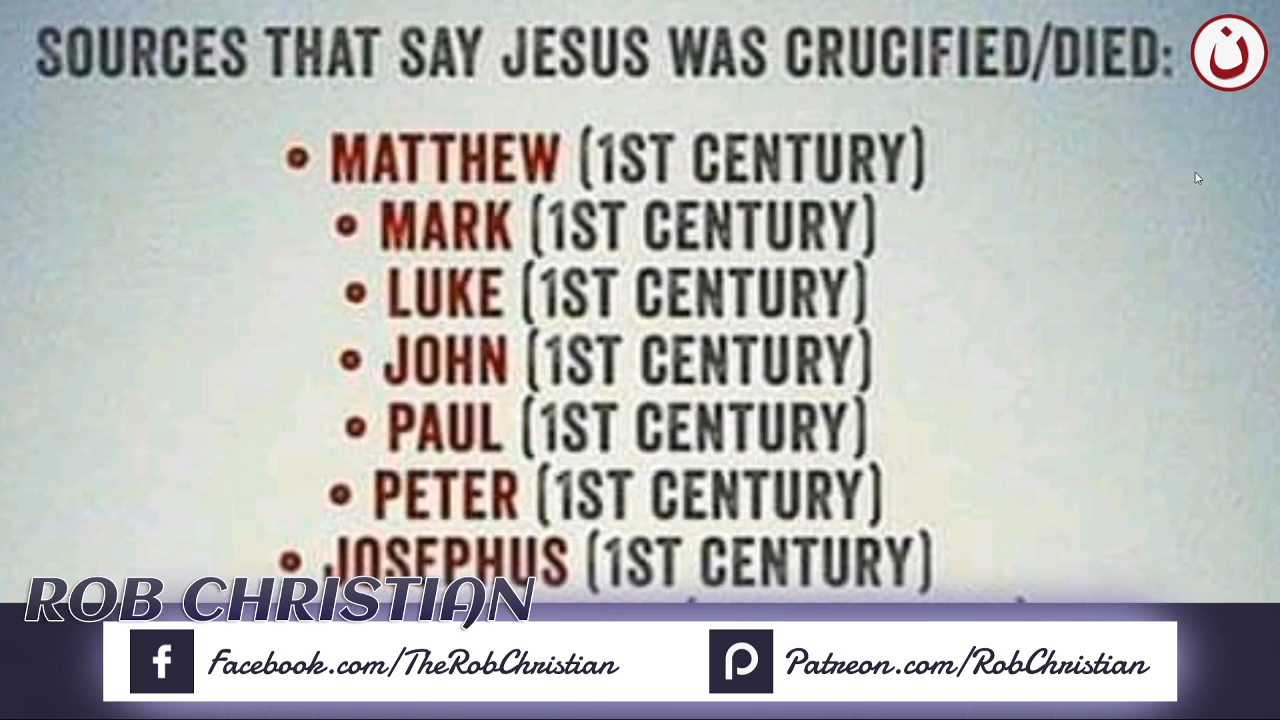 SOURCES THAT SAY JESUS WAS CRUCIFIED/DIED:
ن
• MATTHEW (1ST CENTURY)
• MARK (1ST CENTURY)
• LUKE (1ST CENTURY)
• JOHN (1ST CENTURY)
• PAUL (1ST CENTURY)
• PETER (1ST CENTURY)
• JOSEPHUS (1ST CENTURY)
ROB CHRISTIAN
Facebook.com/TheRobChristian
Patreon.com/RobChristian